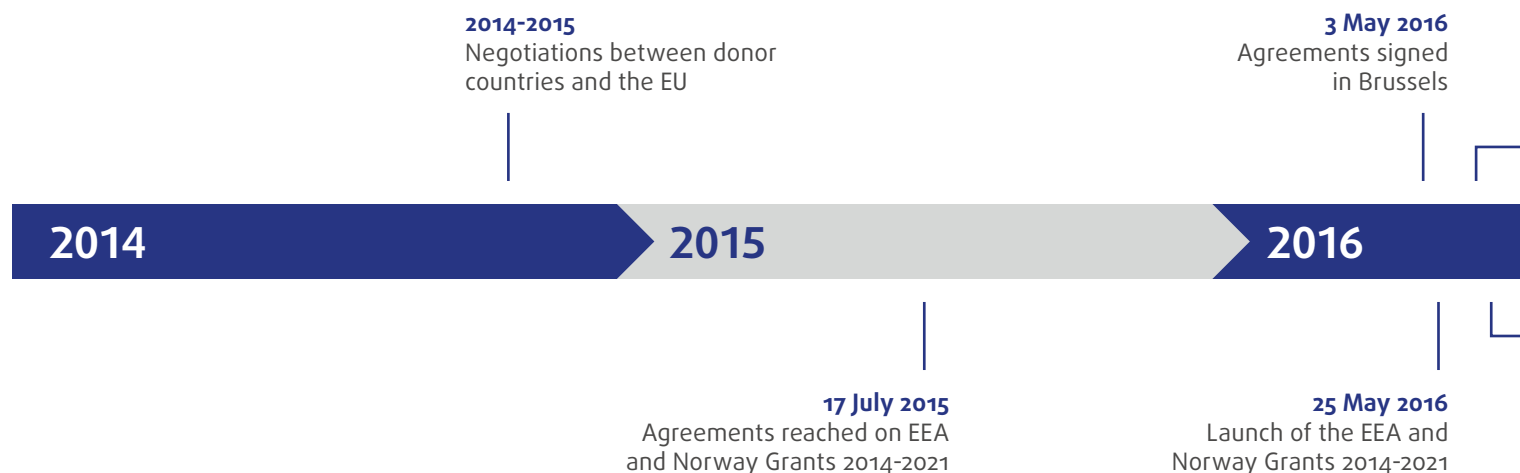 2014-2015
Negotiations between donor
countries and the EU
3 May 2016
Agreements signed
in Brussels
2014
2015
2016
17 July 2015
Agreements reached on EEA
and Norway Grants 2014-2021
25 May 2016
Launch of the EEA and
Norway Grants 2014-2021